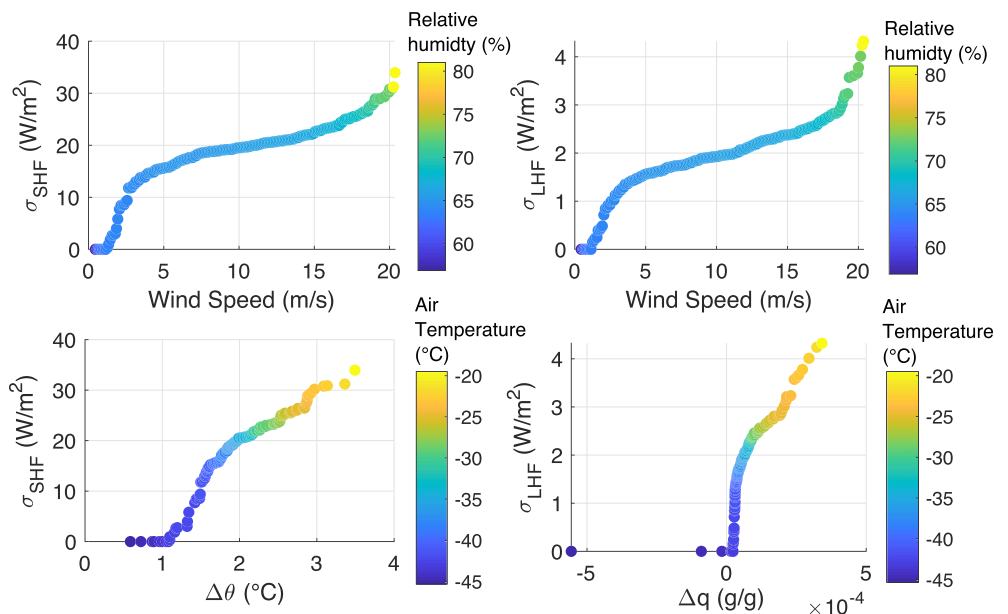 Relative
humidty (%)
40
30
20
10
0
σSHF (W/m²)
0 5 10 15 20
Wind Speed (m/s)
80
75
70
65
60
Relative
humidty (%)
4
3
2
1
0
σLHF (W/m²)
0 5 10 15 20
Wind Speed (m/s)
80
75
70
65
60
Air
Temperature
(°C)
40
30
20
10
0
σSHF (W/m²)
0 1 2 3 4
Δθ (°C)
-20
-25
-30
-35
-40
-45
Air
Temperature
(°C)
4
3
2
1
0
σLHF (W/m²)
-5 0 5
Δq (g/g) ×10⁻⁴
-20
-25
-30
-35
-40
-45